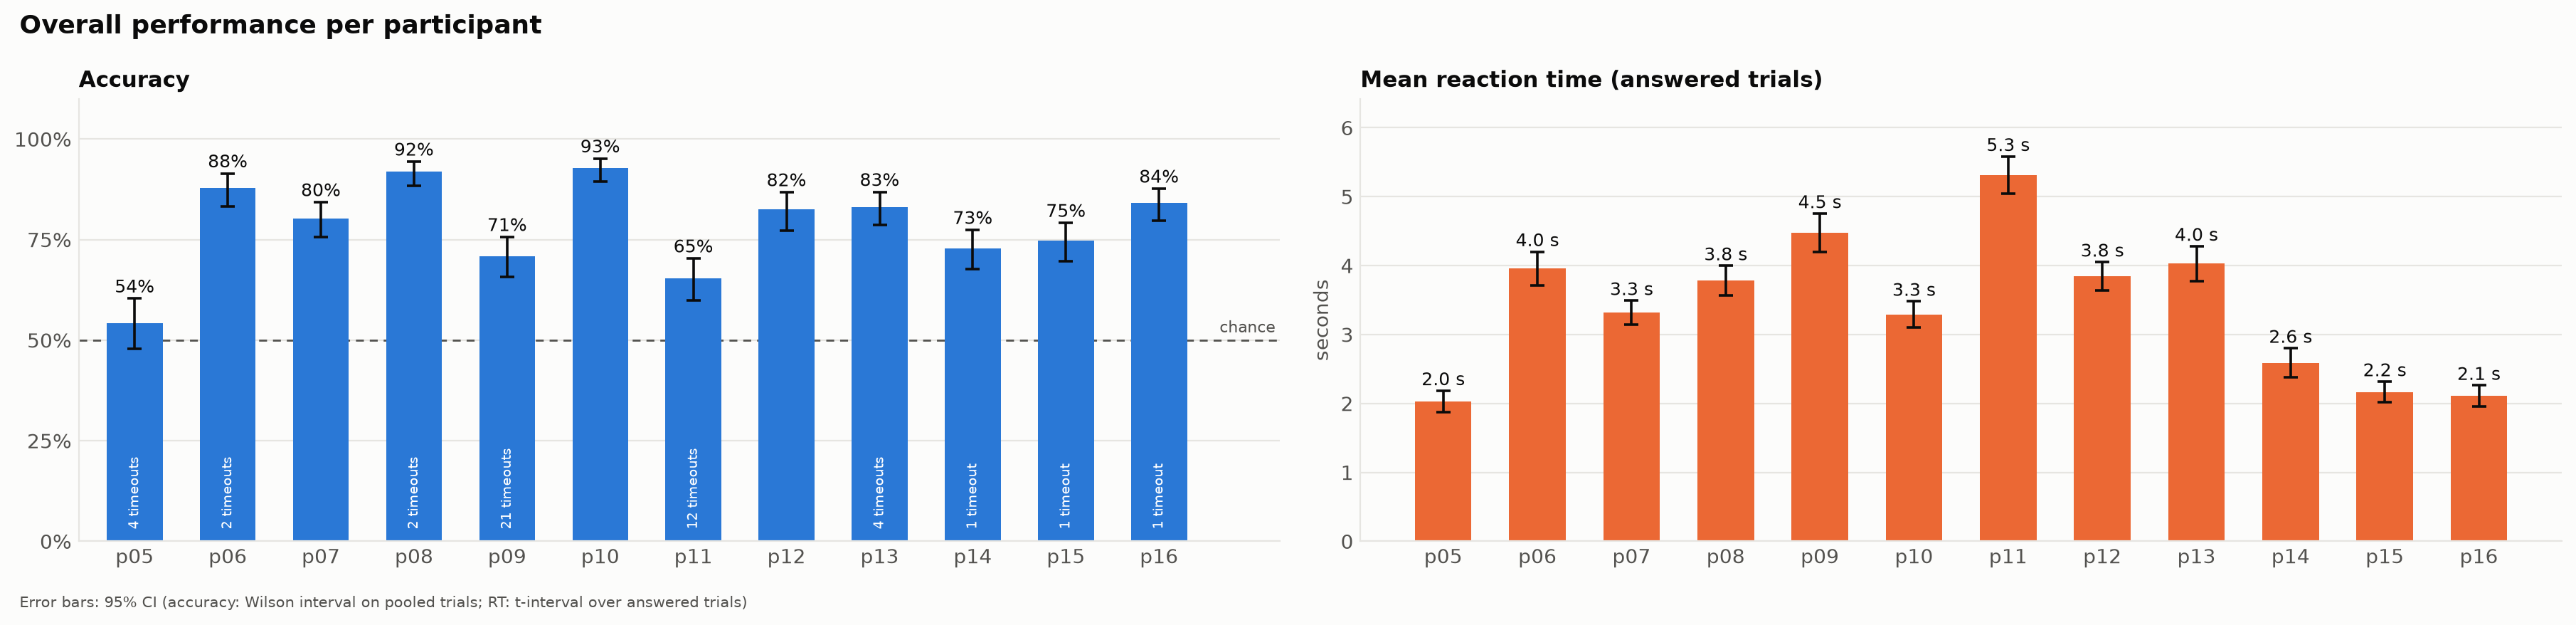 Overall performance per participant
Accuracy
100%
75%
50%
25%
0%
54%
88%
80%
92%
71%
93%
65%
82%
83%
73%
75%
84%
chance
4 timeouts
2 timeouts
2 timeouts
21 timeouts
12 timeouts
4 timeouts
1 timeout
1 timeout
1 timeout
p05 p06 p07 p08 p09 p10 p11 p12 p13 p14 p15 p16
Mean reaction time (answered trials)
seconds
6
5
4
3
2
1
0
2.0 s
4.0 s
3.3 s
3.8 s
4.5 s
3.3 s
5.3 s
3.8 s
4.0 s
2.6 s
2.2 s
2.1 s
p05 p06 p07 p08 p09 p10 p11 p12 p13 p14 p15 p16
Error bars: 95% CI (accuracy: Wilson interval on pooled trials; RT: t-interval over answered trials)